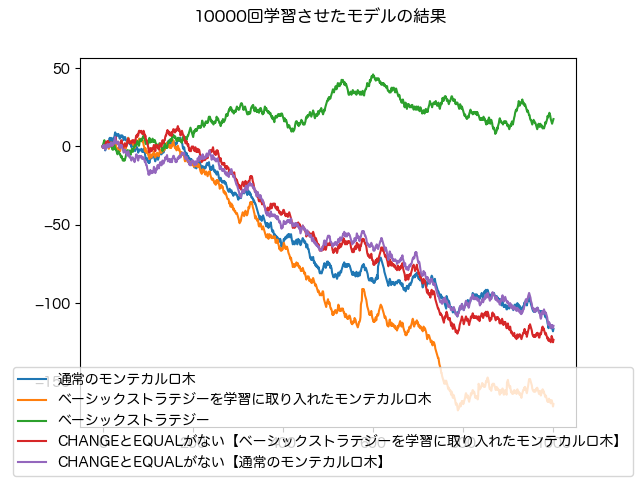 10000回学習させたモデルの結果
50
0
−50
−100
−150
通常のモンテカルロ木
ベーシックストラテジーを学習に取り入れたモンテカルロ木
ベーシックストラテジー
CHANGEとEQUALがない【ベーシックストラテジーを学習に取り入れたモンテカルロ木】
CHANGEとEQUALがない【通常のモンテカルロ木】
0 200 400 600 800 1000